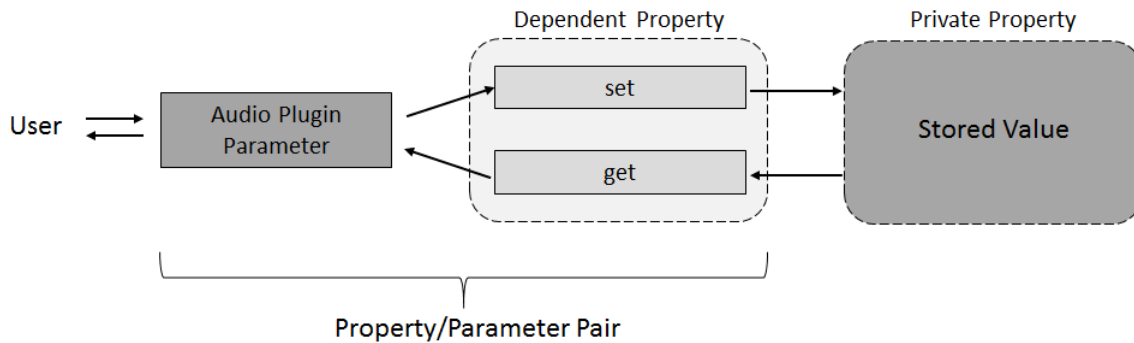 Dependent Property
Private Property
User
Audio Plugin
Parameter
set
get
Stored Value
Property/Parameter Pair